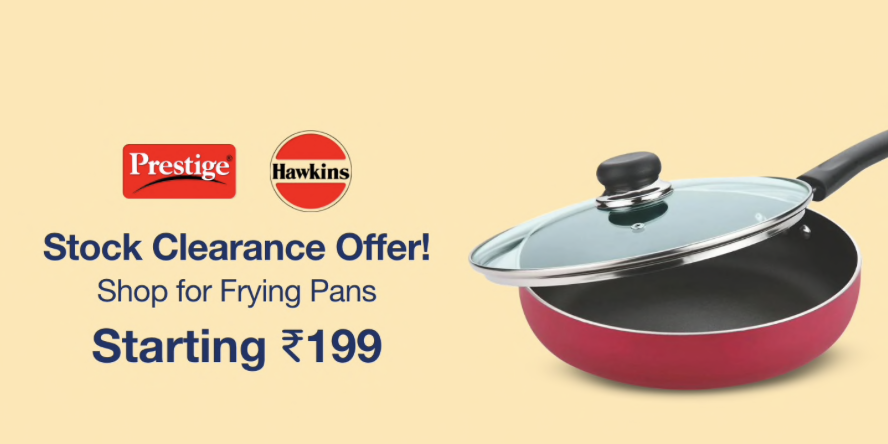 Prestige®
Hawkins
Stock Clearance Offer!
Shop for Frying Pans
Starting ₹199